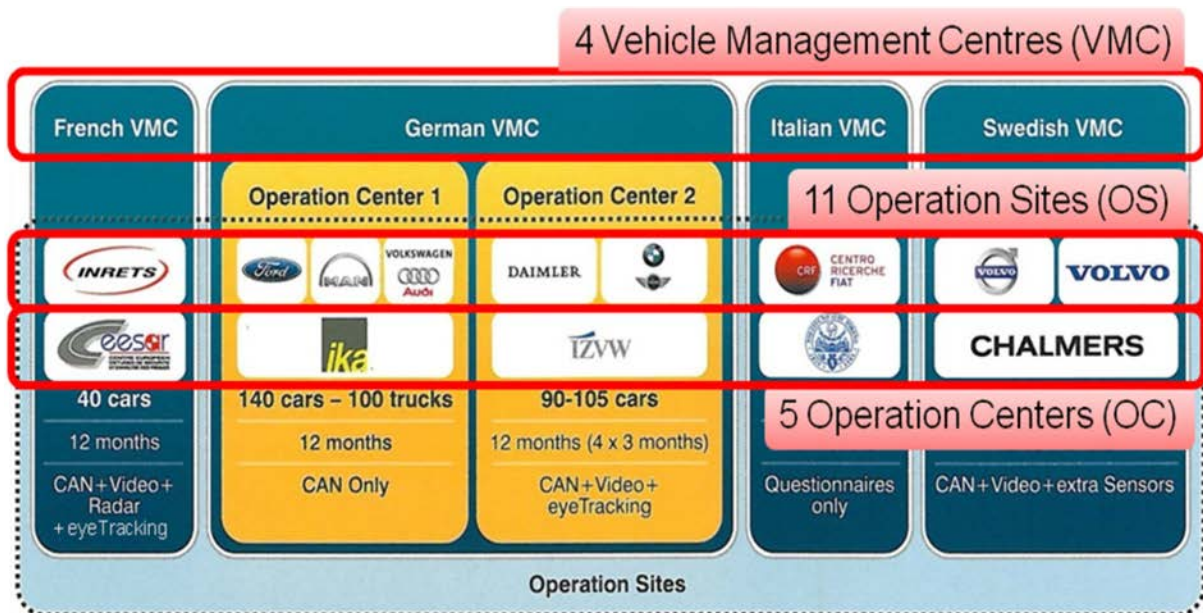 4 Vehicle Management Centres (VMC)
French VMC
German VMC
Italian VMC
Swedish VMC
Operation Center 1
Operation Center 2
11 Operation Sites (OS)
INRETS
Ford
MAN
VOLKSWAGEN
Audi
DAIMLER
BMW
MINI
CRF
CENTRO
RICERCHE
FIAT
VOLVO
VOLVO
Ceesar
ika
IZVW
CHALMERS
40 cars
140 cars – 100 trucks
90-105 cars
5 Operation Centers (OC)
12 months
12 months
12 months (4 x 3 months)
CAN+Video+
Radar
+ eyeTracking
CAN Only
CAN+Video+
eyeTracking
Questionnaires
only
CAN+Video+extra Sensors
Operation Sites